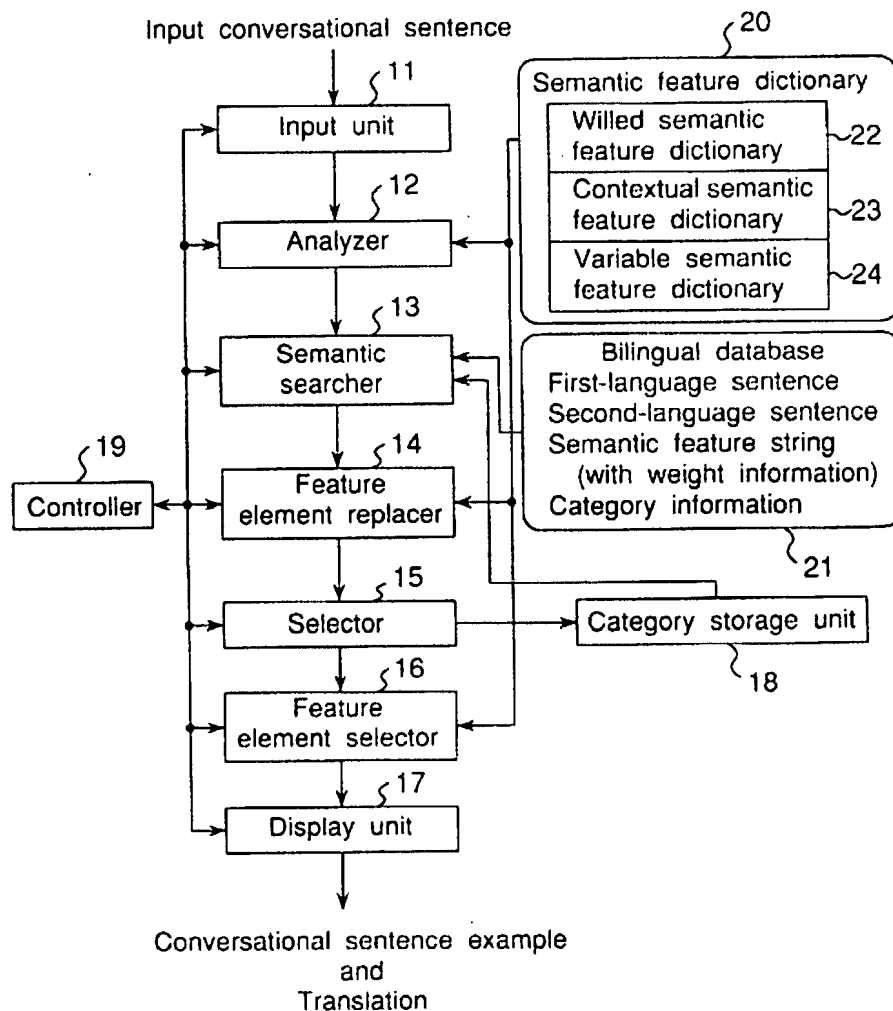 Input conversational sentence
11
Input unit
12
Analyzer
13
Semantic
searcher
14
Feature
element replacer
15
Selector
16
Feature
element selector
17
Display unit
Conversational sentence example
and
Translation
19
Controller
20
Semantic feature dictionary
Willed semantic
feature dictionary
22
Contextual semantic
feature dictionary
23
Variable semantic
feature dictionary
24
Bilingual database
First-language sentence
Second-language sentence
Semantic feature string
(with weight information)
Category information
21
Category storage unit
18